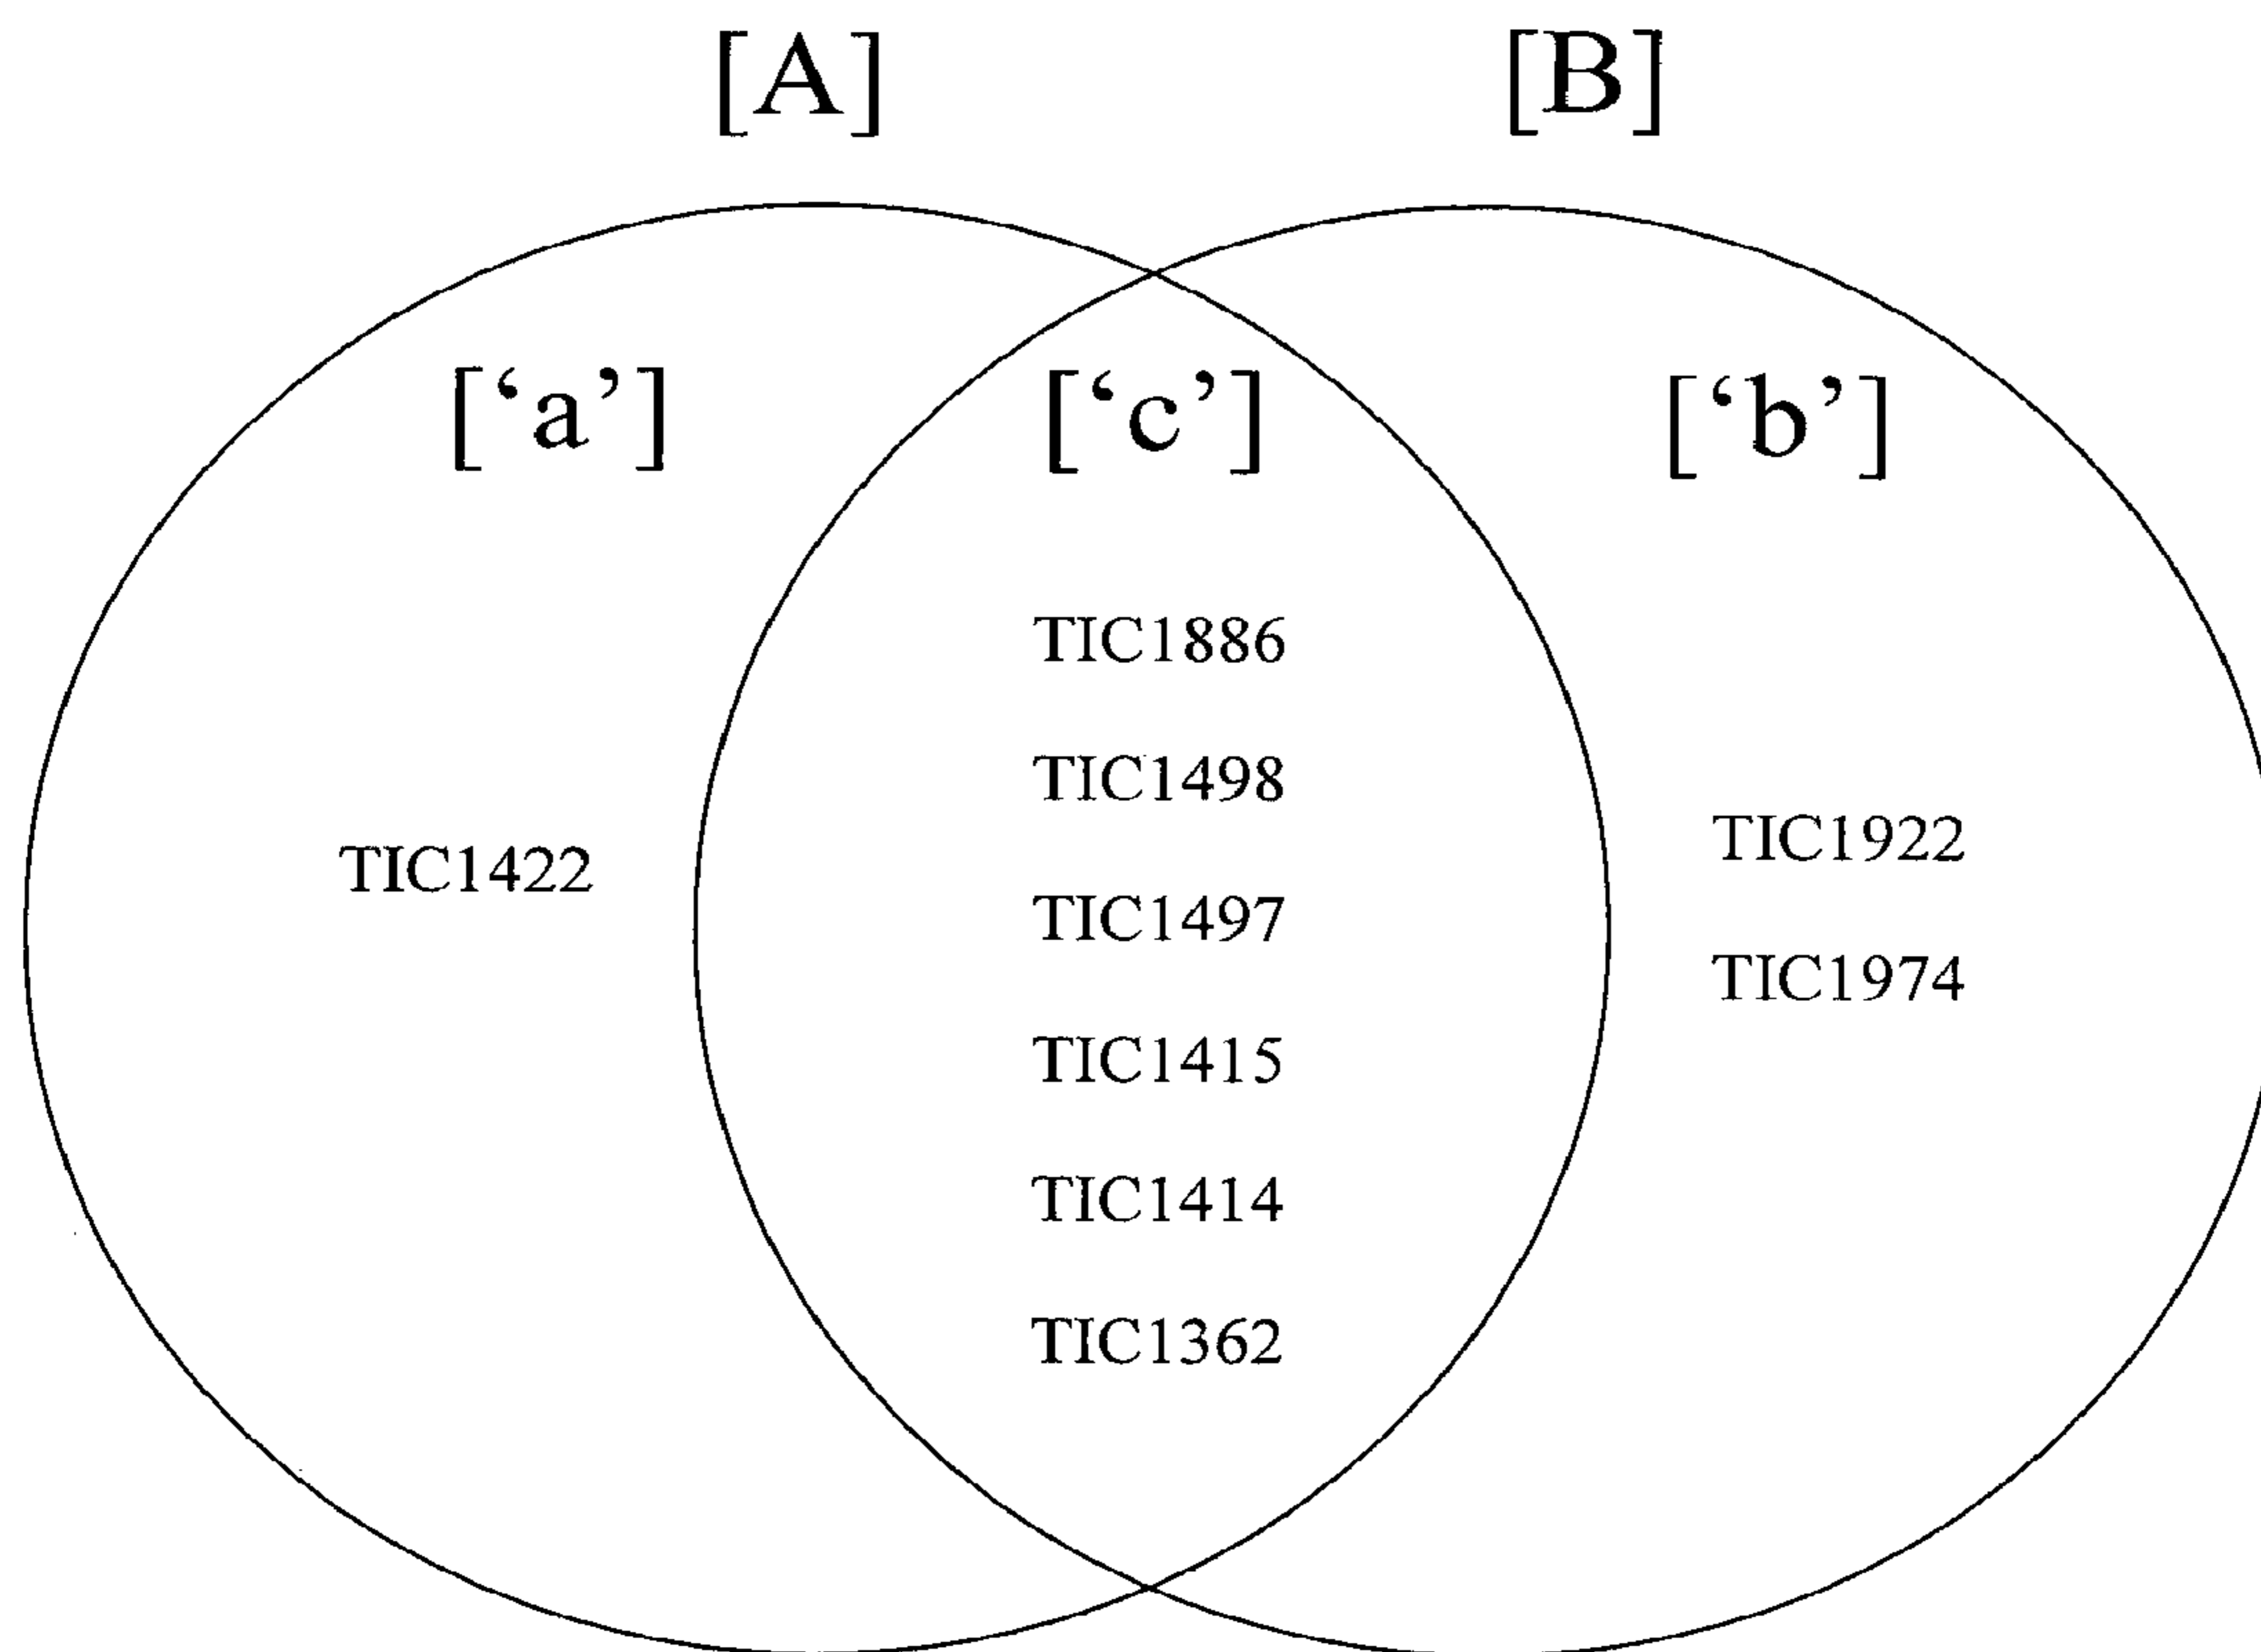 [A] [B]
[‘a’] [‘c’] [‘b’]
TIC1886
TIC1498
TIC1922
TIC1422
TIC1497
TIC1974
TIC1415
TIC1414
TIC1362